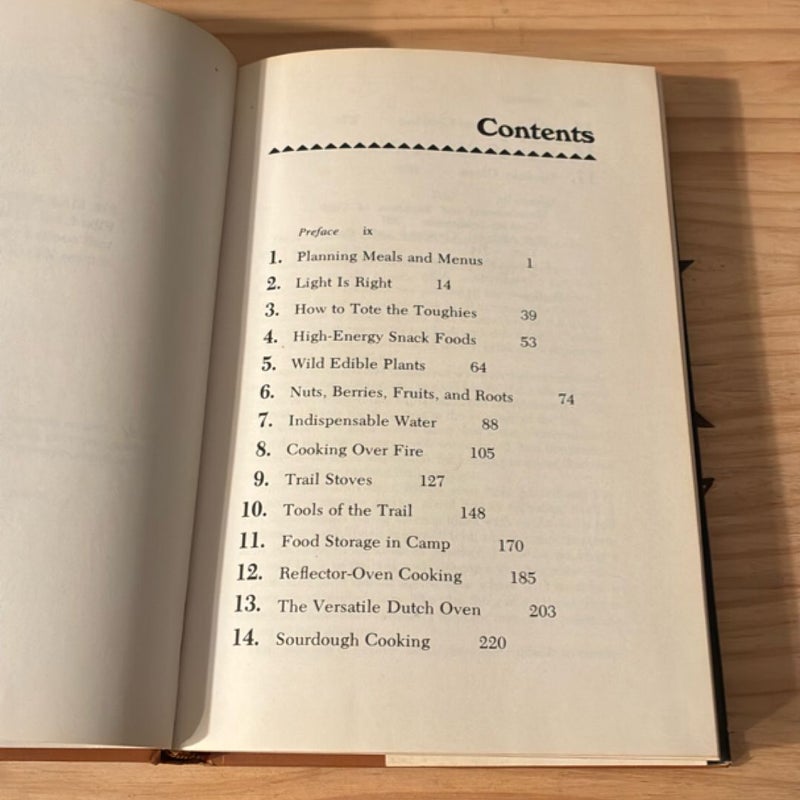 Contents
Preface ix
1. Planning Meals and Menus 1
2. Light Is Right 14
3. How to Tote the Toughies 39
4. High-Energy Snack Foods 53
5. Wild Edible Plants 64
6. Nuts, Berries, Fruits, and Roots 74
7. Indispensable Water 88
8. Cooking Over Fire 105
9. Trail Stoves 127
10. Tools of the Trail 148
11. Food Storage in Camp 170
12. Reflector-Oven Cooking 185
13. The Versatile Dutch Oven 203
14. Sourdough Cooking 220